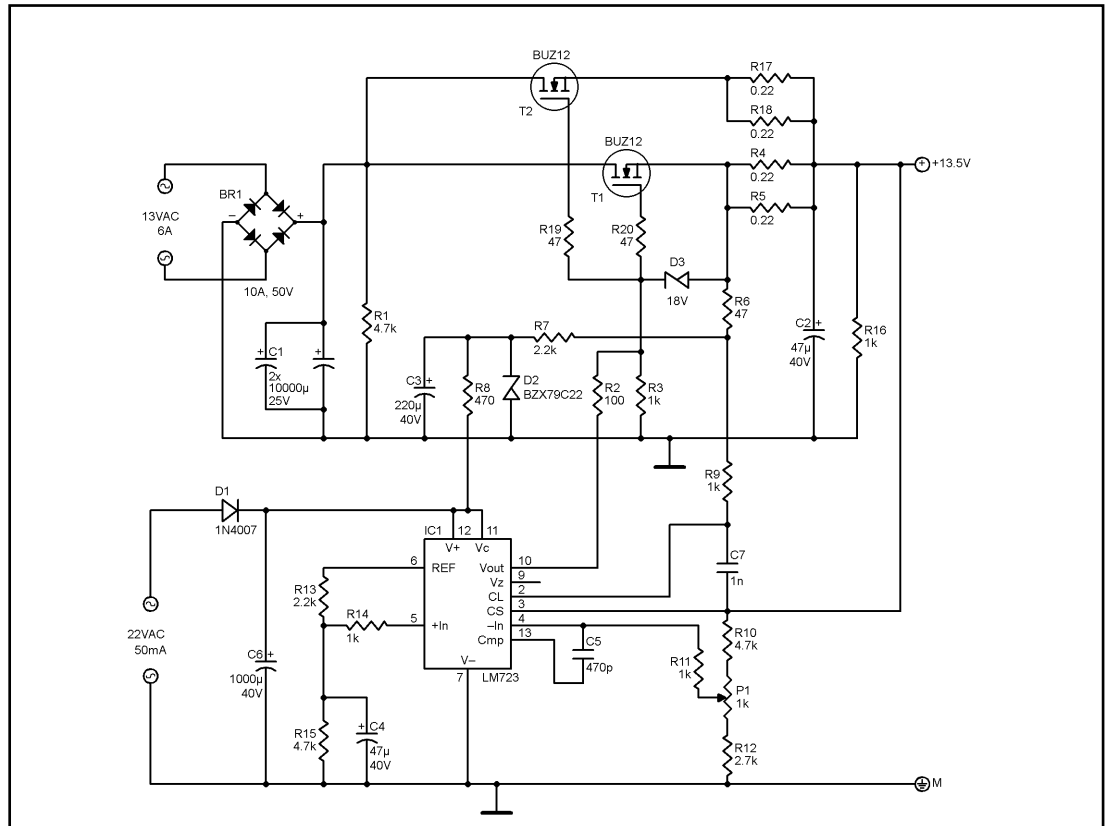 BUZ12
T2
R17
0.22
R18
0.22
BUZ12
T1
R4
0.22
+13.5V
R5
0.22
13VAC
6A
BR1
−
+
10A, 50V
R19
47
R20
47
D3
18V
R6
47
R1
4.7k
C2
+
47µ
40V
R16
1k
+
C1
2x
10000µ
25V
+
R7
2.2k
C3
+
220µ
40V
R8
470
D2
BZX79C22
R2
100
R3
1k
R9
1k
D1
1N4007
IC1
12
11
V+
Vc
6
REF
Vout
10
Vz
9
CL
2
CS
3
5
+In
–In
4
Cmp
13
V–
7
LM723
C7
1n
R13
2.2k
R14
1k
22VAC
50mA
C6
+
1000µ
40V
C5
470p
R10
4.7k
R11
1k
P1
1k
R15
4.7k
+
C4
47µ
40V
R12
2.7k
M